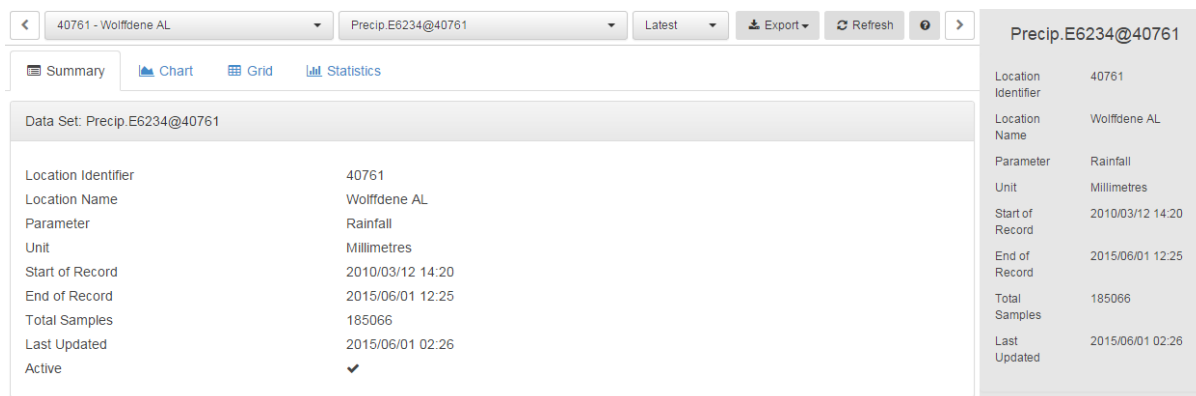 40761 - Wolffdene AL Precip.E6234@40761 Latest Export Refresh
Summary Chart Grid Statistics
Data Set: Precip.E6234@40761
Location Identifier 40761
Location Name Wolffdene AL
Parameter Rainfall
Unit Millimetres
Start of Record 2010/03/12 14:20
End of Record 2015/06/01 12:25
Total Samples 185066
Last Updated 2015/06/01 02:26
Active
Precip.E6234@40761
Location 40761
Identifier
Location Wolffdene AL
Name
Parameter Rainfall
Unit Millimetres
Start of 2010/03/12 14:20
Record
End of 2015/06/01 12:25
Record
Total 185066
Samples
Last 2015/06/01 02:26
Updated